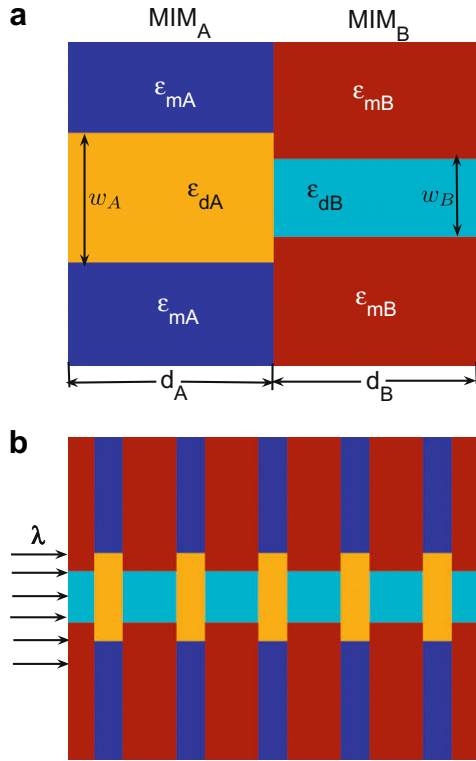 a
MIM_A MIM_B
ε_mA ε_mB
w_A ε_dA ε_dB w_B
ε_mA ε_mB
d_A d_B
b
λ